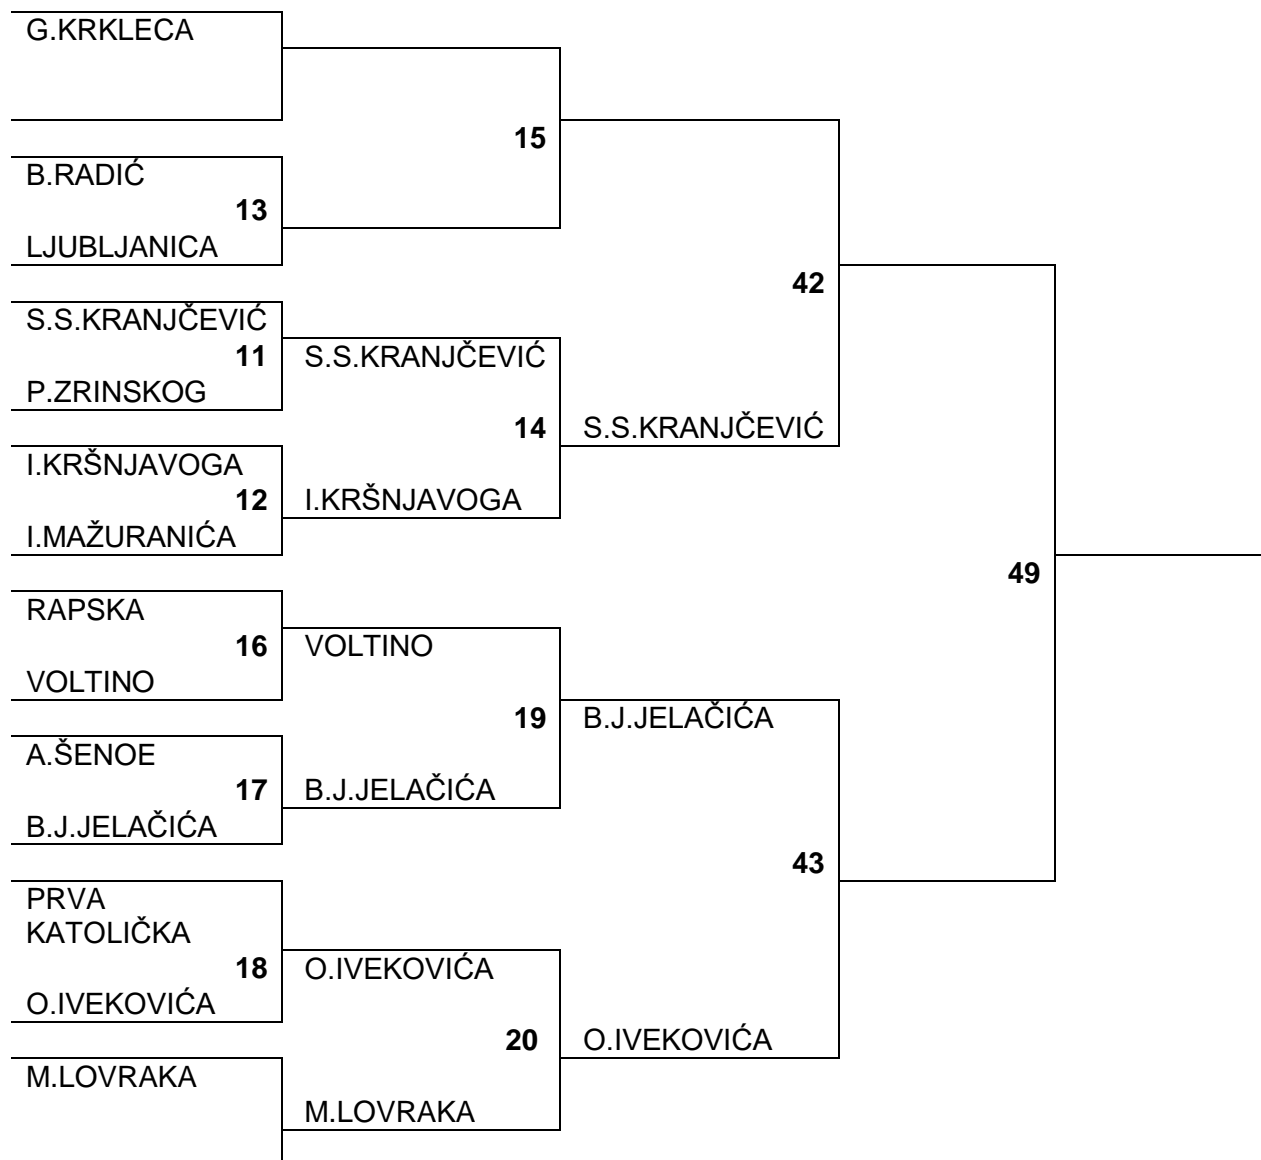 G.KRKLECA
15
B.RADIĆ
13
LJUBLJANICA
42
S.S.KRANJČEVIĆ
11
S.S.KRANJČEVIĆ
P.ZRINSKOG
14
S.S.KRANJČEVIĆ
I.KRŠNJAVOGA
12
I.KRŠNJAVOGA
I.MAŽURANIĆA
49
RAPSKA
16
VOLTINO
VOLTINO
19
B.J.JELAČIĆA
A.ŠENOE
17
B.J.JELAČIĆA
B.J.JELAČIĆA
43
PRVA
KATOLIČKA
18
O.IVEKOVIĆA
O.IVEKOVIĆA
20
O.IVEKOVIĆA
M.LOVRAKA
M.LOVRAKA